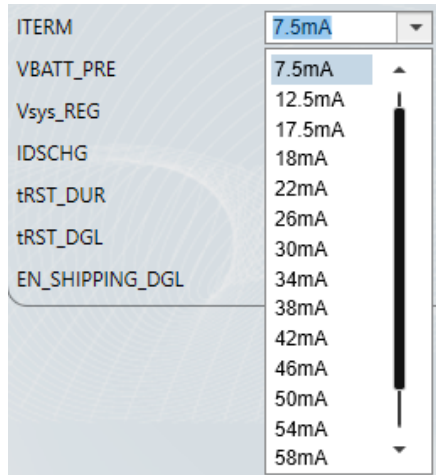 ITERM 7.5mA
VBATT_PRE 7.5mA
12.5mA
Vsys_REG 17.5mA
IDSCHG 18mA
tRST_DUR 22mA
26mA
tRST_DGL 30mA
EN_SHIPPING_DGL 34mA
38mA
42mA
46mA
50mA
54mA
58mA